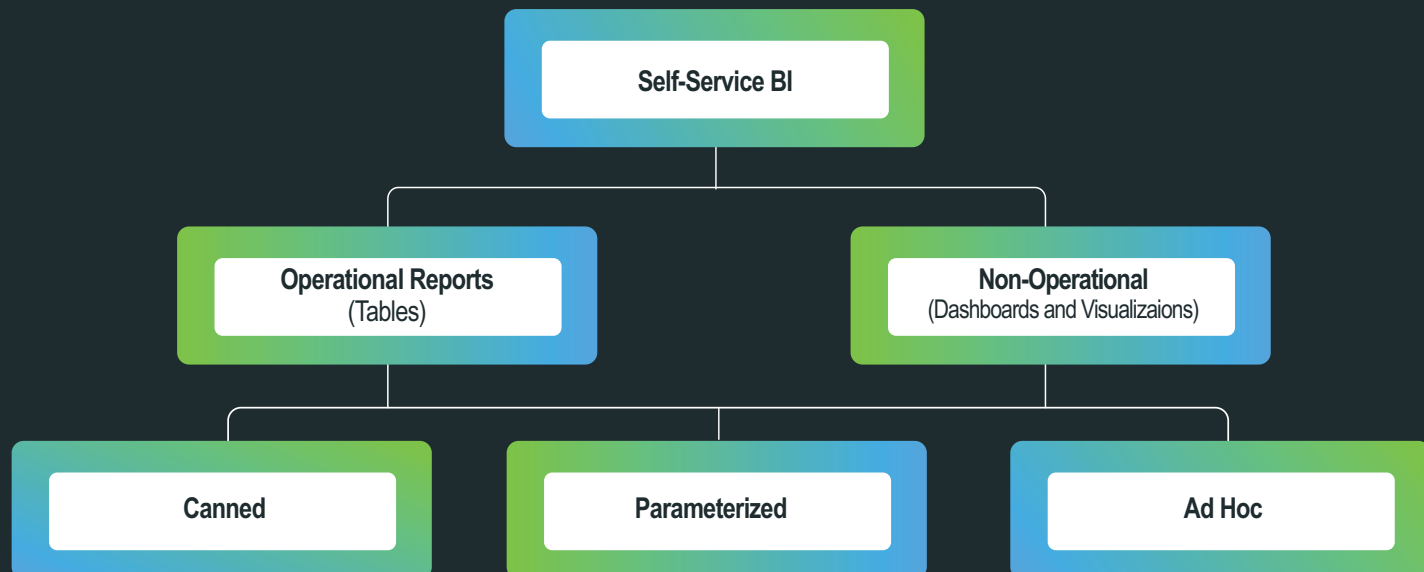 Self-Service BI
Operational Reports
(Tables)
Non-Operational
(Dashboards and Visualizaions)
Canned
Parameterized
Ad Hoc